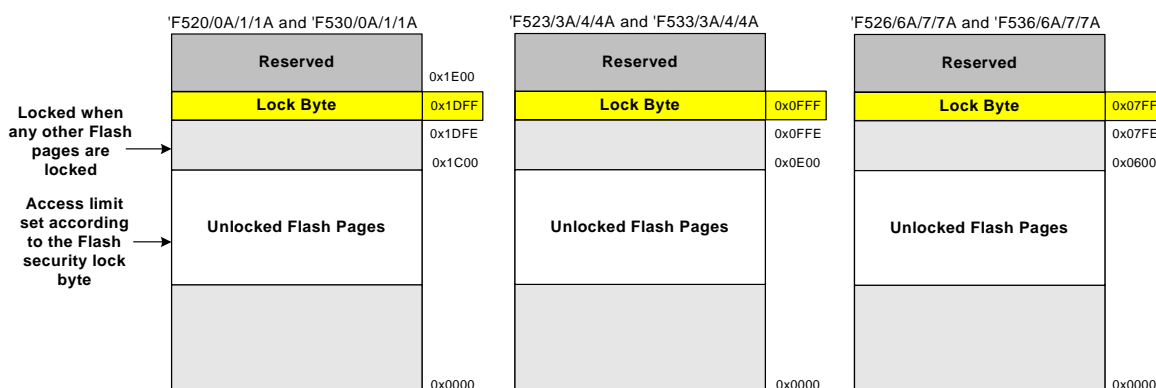 'F520/0A/1/1A and 'F530/0A/1/1A
Reserved
0x1E00
Lock Byte
0x1DFF
0x1DFE
0x1C00
Unlocked Flash Pages
0x0000
Locked when
any other Flash
pages are
locked
Access limit
set according
to the Flash
security lock
byte
'F523/3A/4/4A and 'F533/3A/4/4A
Reserved
Lock Byte
0x0FFF
0x0FFE
0x0E00
Unlocked Flash Pages
0x0000
'F526/6A/7/7A and 'F536/6A/7/7A
Reserved
Lock Byte
0x07FF
0x07FE
0x0600
Unlocked Flash Pages
0x0000